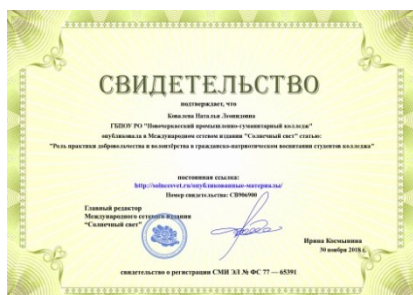 СВИДЕТЕЛЬСТВО
подтверждает, что
Ковалева Наталья Леонидовна
ГБПОУ РО "Новочеркасский промышленно-гуманитарный колледж"
опубликовала в Международном сетевом издании "Солнечный свет" статью:
"Роль практики добровольчества и волонтёрства в гражданско-патриотическом воспитании студентов колледжа"
постоянная ссылка:
http://solncesvet.ru/опубликованные-материалы/
Номер свидетельства: СВ906900
Главный редактор
Международного сетевого издания
"Солнечный свет"
Ирина Космынина
30 ноября 2018 г.
свидетельство о регистрации СМИ ЭЛ № ФС 77 — 65391